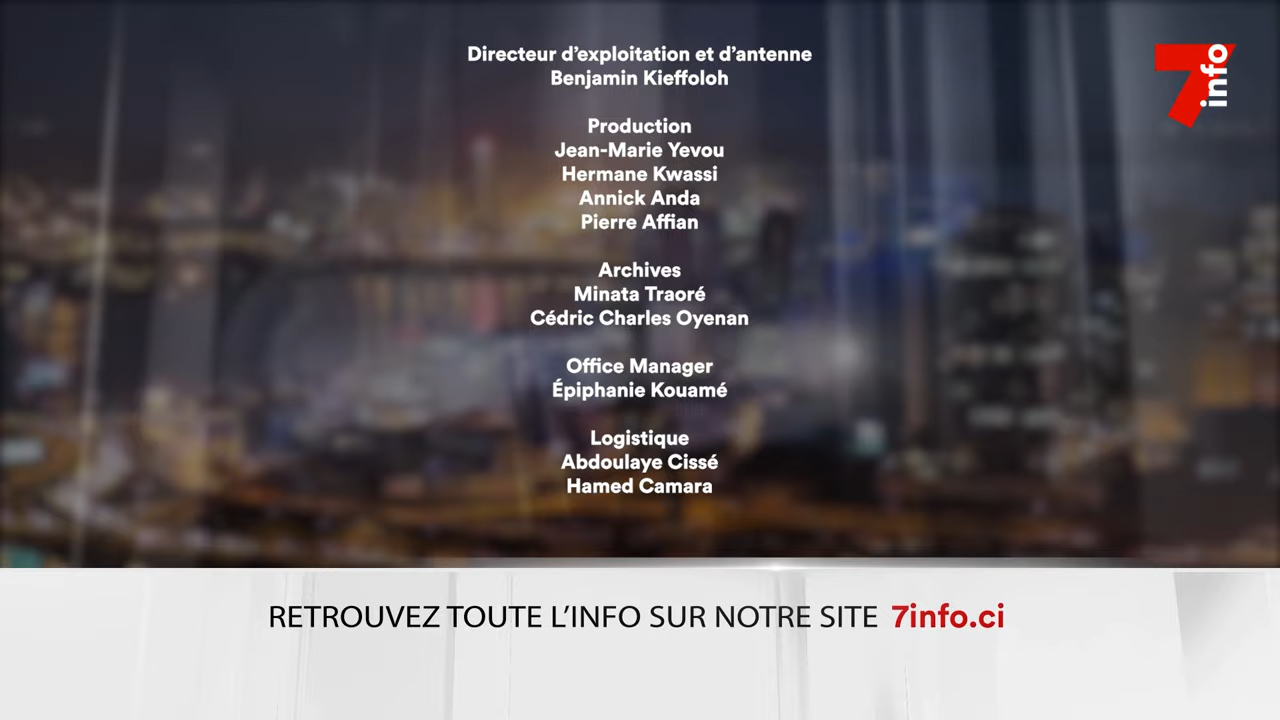 Directeur d'exploitation et d'antenne
Benjamin Kieffoloh
Production
Jean-Marie Yevou
Hermane Kwassi
Annick Anda
Pierre Affian
Archives
Minata Traoré
Cédric Charles Oyenan
Office Manager
Épiphanie Kouamé
Logistique
Abdoulaye Cissé
Hamed Camara
7 info
RETROUVEZ TOUTE L'INFO SUR NOTRE SITE 7info.ci